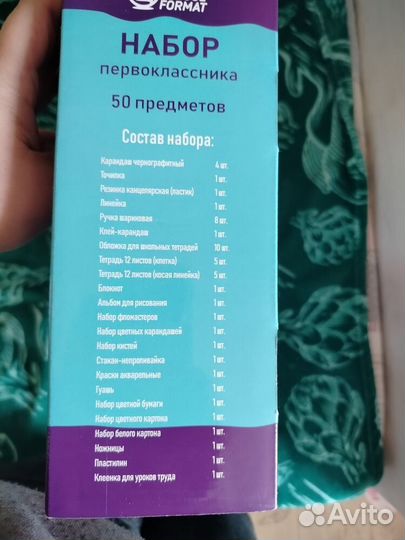 FORMAT
НАБОР
первоклассника
50 предметов
Состав набора:
Карандаш чернографитный 4 шт.
Точилка 1 шт.
Резинка канцелярская (ластик) 1 шт.
Линейка 1 шт.
Ручка шариковая 8 шт.
Клей-карандаш 1 шт.
Обложка для школьных тетрадей 10 шт.
Тетрадь 12 листов (клетка) 5 шт.
Тетрадь 12 листов (косая линейка) 5 шт.
Блокнот 1 шт.
Альбом для рисования 1 шт.
Набор фломастеров 1 шт.
Набор цветных карандашей 1 шт.
Набор кистей 1 шт.
Стакан-непроливайка 1 шт.
Краски акварельные 1 шт.
Гуашь 1 шт.
Набор цветной бумаги 1 шт.
Набор цветного картона 1 шт.
Набор белого картона 1 шт.
Ножницы 1 шт.
Пластилин 1 шт.
Клеенка для уроков труда 1 шт.
Avito